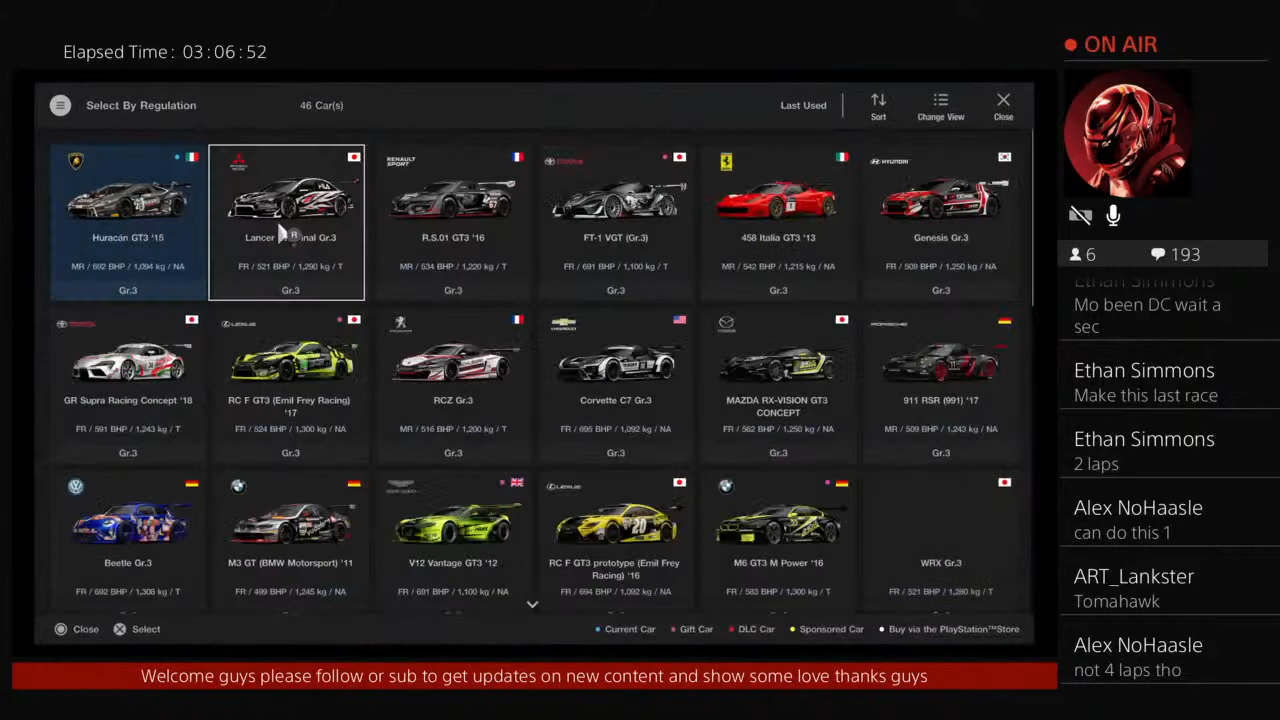 Elapsed Time: 03:06:52
ON AIR
Select By Regulation 46 Car(s) Last Used Sort Change View Close
Huracán GT3 '15
MR / 692 BHP / 1,094 kg / NA
Gr.3
Lancer inal Gr.3
FR / 521 BHP / 1,290 kg / T
Gr.3
RENAULT SPORT
R.S.01 GT3 '16
MR / 534 BHP / 1,220 kg / T
Gr.3
FT-1 VGT (Gr.3)
FR / 691 BHP / 1,100 kg / T
Gr.3
458 Italia GT3 '13
MR / 542 BHP / 1,215 kg / NA
Gr.3
HYUNDAI
Genesis Gr.3
FR / 509 BHP / 1,250 kg / NA
Gr.3
GR Supra Racing Concept '18
FR / 591 BHP / 1,243 kg / T
Gr.3
LEXUS
RC F GT3 (Emil Frey Racing) '17
FR / 524 BHP / 1,300 kg / NA
Gr.3
RCZ Gr.3
MR / 516 BHP / 1,200 kg / T
Gr.3
CHEVROLET
Corvette C7 Gr.3
FR / 695 BHP / 1,092 kg / NA
Gr.3
MAZDA RX-VISION GT3 CONCEPT
FR / 562 BHP / 1,250 kg / NA
Gr.3
PORSCHE
911 RSR (991) '17
MR / 509 BHP / 1,243 kg / NA
Gr.3
Beetle Gr.3
FR / 692 BHP / 1,308 kg / T
M3 GT (BMW Motorsport) '11
FR / 499 BHP / 1,245 kg / NA
V12 Vantage GT3 '12
FR / 691 BHP / 1,100 kg / NA
LEXUS
RC F GT3 prototype (Emil Frey Racing) '16
FR / 694 BHP / 1,092 kg / NA
M6 GT3 M Power '16
FR / 583 BHP / 1,300 kg / T
WRX Gr.3
FR / 521 BHP / 1,280 kg / T
Close Select Current Car Gift Car DLC Car Sponsored Car Buy via the PlayStation™Store
Welcome guys please follow or sub to get updates on new content and show some love thanks guys
6 193
Ethan Simmons
Mo been DC wait a
sec
Ethan Simmons
Make this last race
Ethan Simmons
2 laps
Alex NoHaasle
can do this 1
ART_Lankster
Tomahawk
Alex NoHaasle
not 4 laps tho